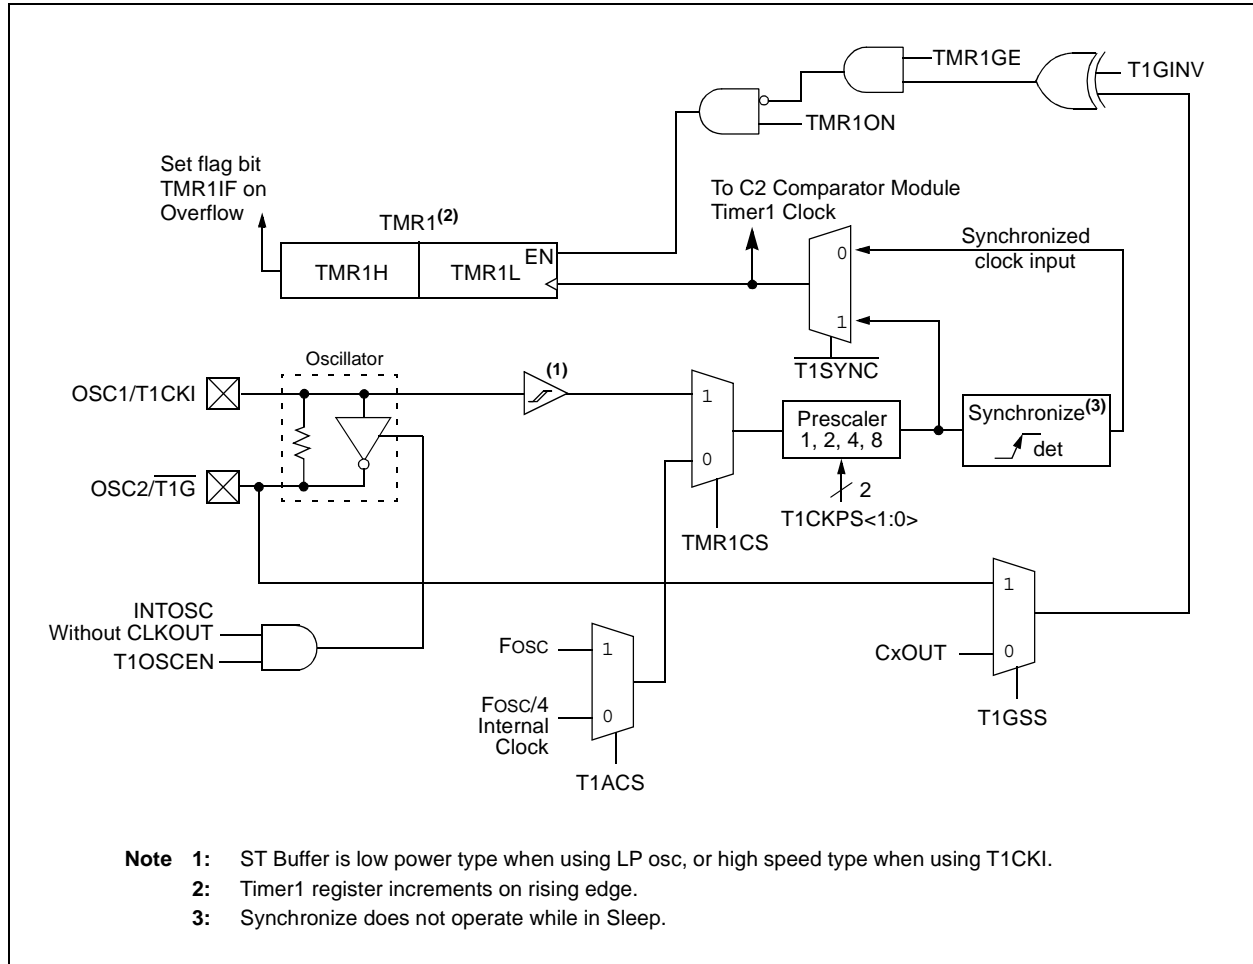 TMR1GE
T1GINV
TMR1ON
Set flag bit
TMR1IF on
Overflow
To C2 Comparator Module
Timer1 Clock
TMR1(2)
EN
TMR1H
TMR1L
0
1
Synchronized
clock input
T1SYNC
Oscillator
(1)
OSC1/T1CKI
OSC2/T1G
1
0
TMR1CS
Prescaler
1, 2, 4, 8
2
T1CKPS<1:0>
Synchronize(3)
det
INTOSC
Without CLKOUT
T1OSCEN
FOSC
1
FOSC/4
Internal
Clock
0
T1ACS
1
CxOUT
0
T1GSS
Note 1: ST Buffer is low power type when using LP osc, or high speed type when using T1CKI.
2: Timer1 register increments on rising edge.
3: Synchronize does not operate while in Sleep.